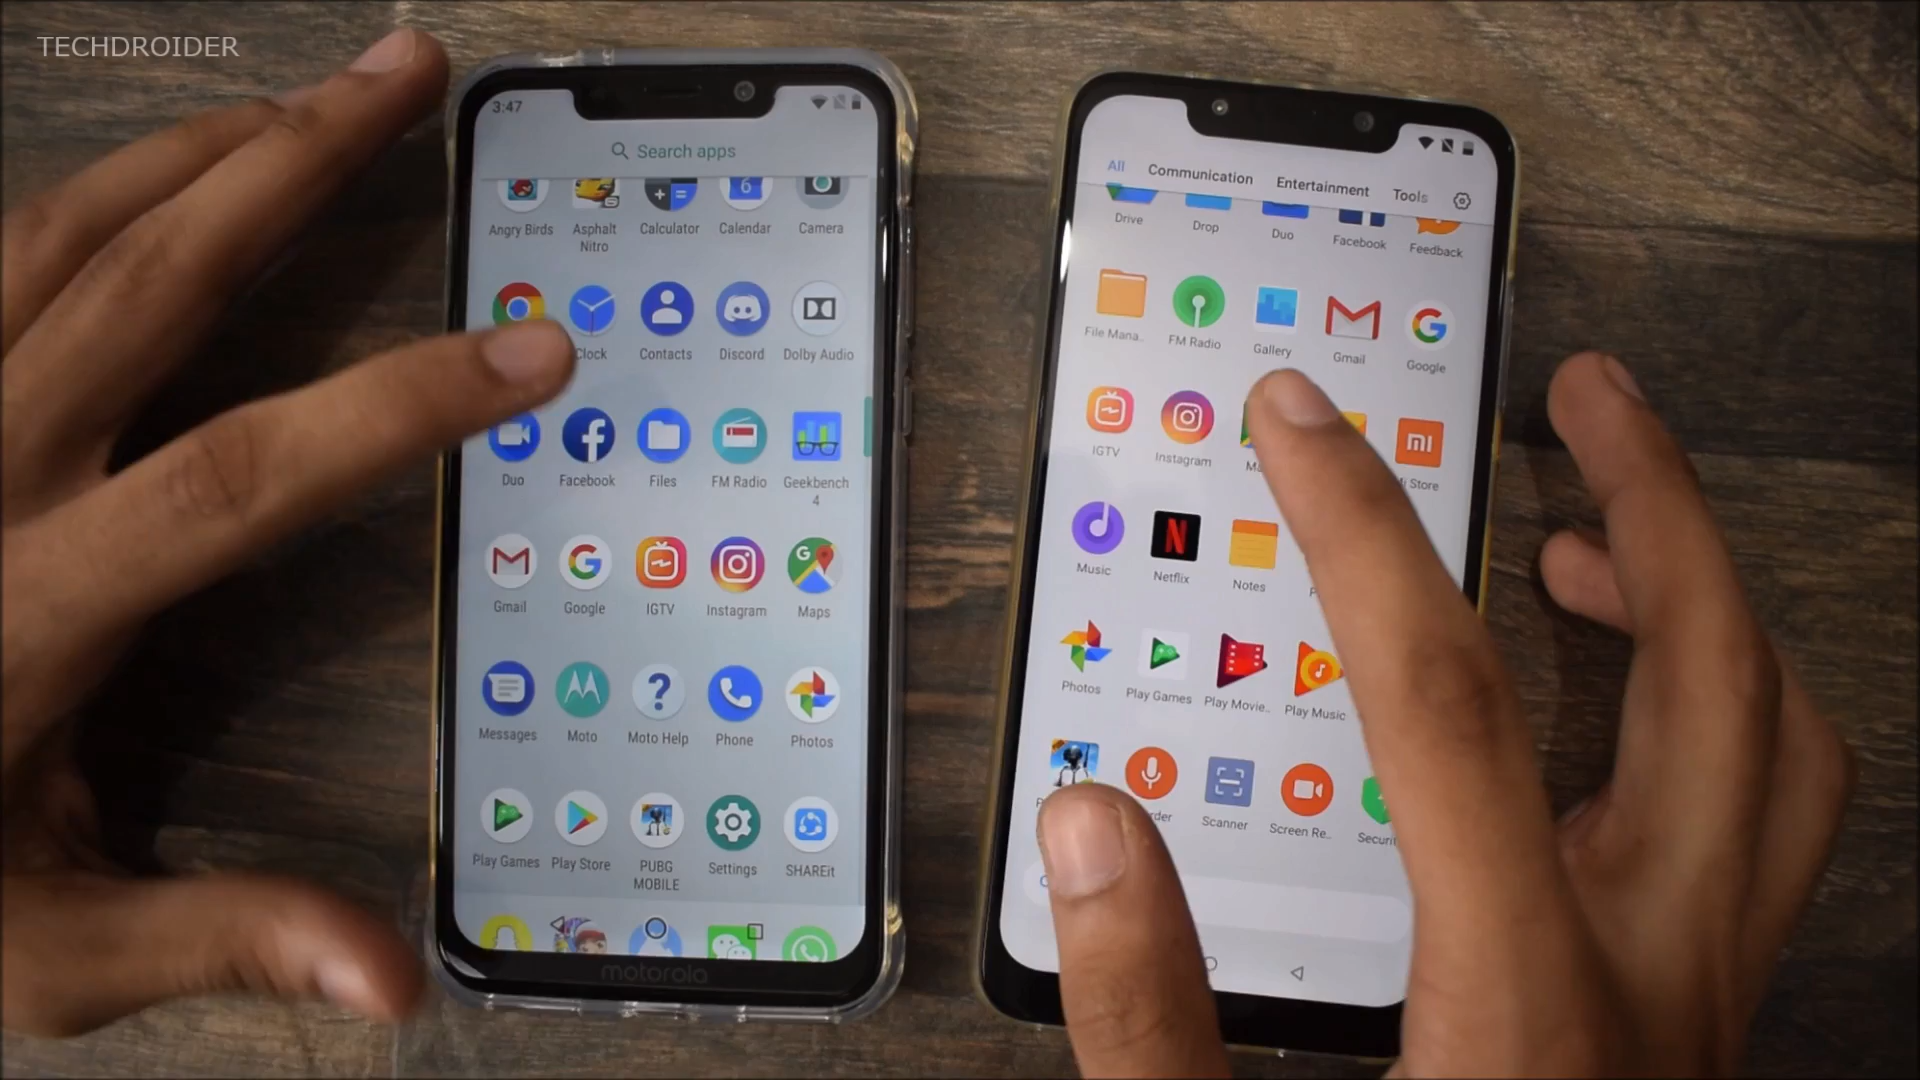 TECHDROIDER
3:47
Search apps
Angry Birds
Asphalt
Nitro
Calculator
Calendar
6
Camera
Clock
Contacts
Discord
Dolby Audio
Duo
Facebook
Files
FM Radio
Geekbench
4
Gmail
Google
IGTV
Instagram
Maps
Messages
Moto
Moto Help
Phone
Photos
Play Games
Play Store
PUBG
MOBILE
Settings
SHAREit
motorola
All Communication Entertainment Tools
Drive
Drop
Duo
Facebook
Feedback
File Mana..
FM Radio
Gallery
Gmail
Google
IGTV
Instagram
Store
Music
Netflix
Notes
Photos
Play Games
Play Movie..
Play Music
Scanner
Screen Re..